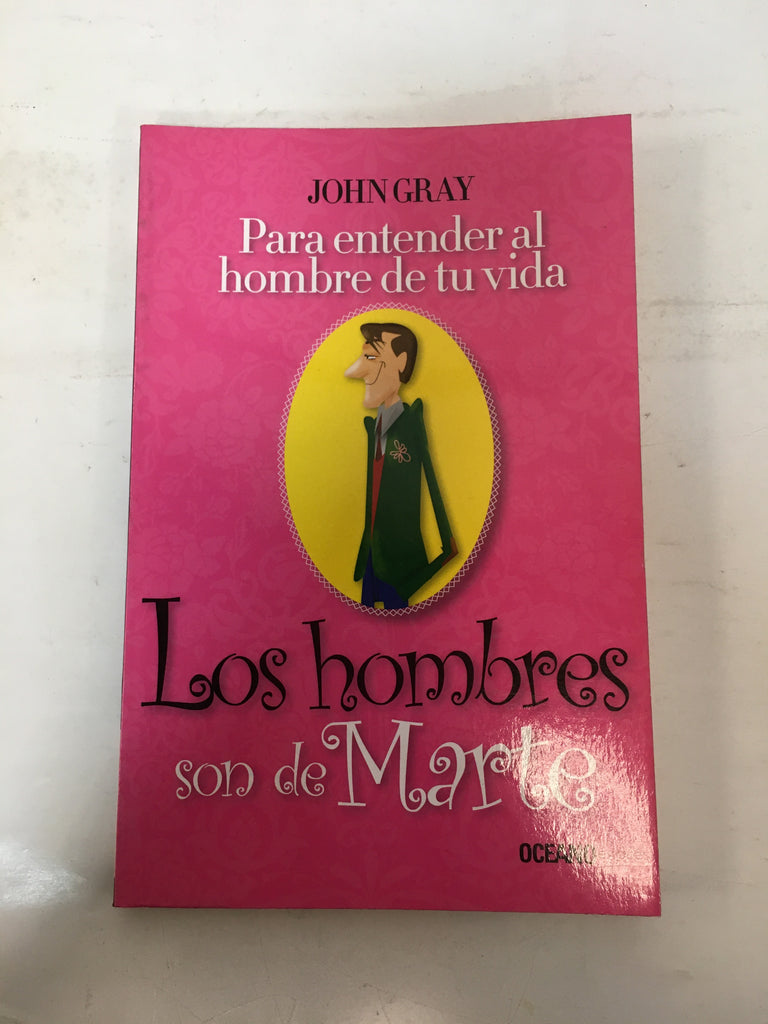 JOHN GRAY
Para entender al
hombre de tu vida
Los hombres
son de Marte
OCEANO